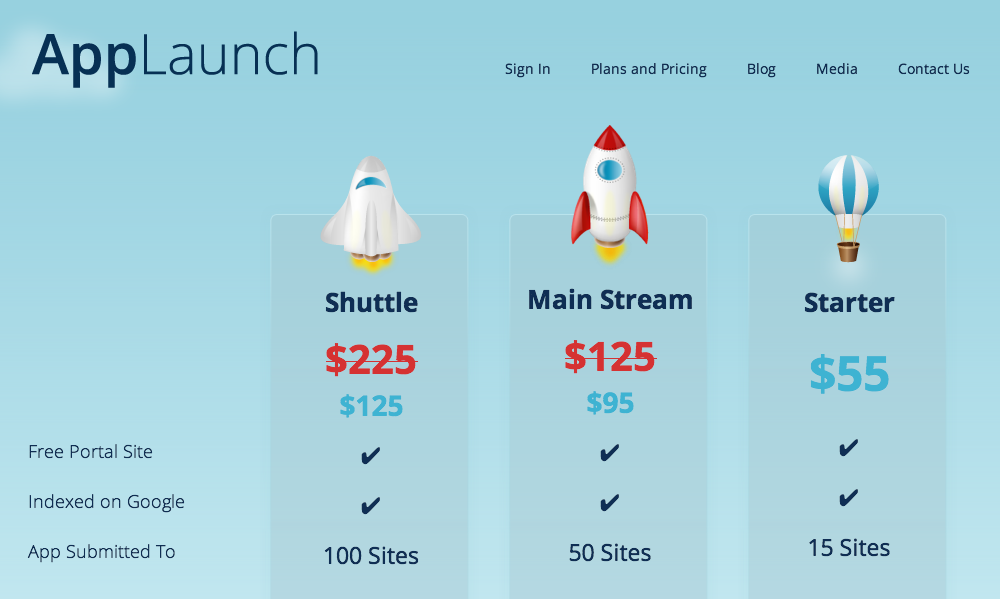 AppLaunch
Sign In Plans and Pricing Blog Media Contact Us
Shuttle Main Stream Starter
$225 $125 $55
$125 $95
Free Portal Site ✔ ✔ ✔
Indexed on Google ✔ ✔ ✔
App Submitted To 100 Sites 50 Sites 15 Sites